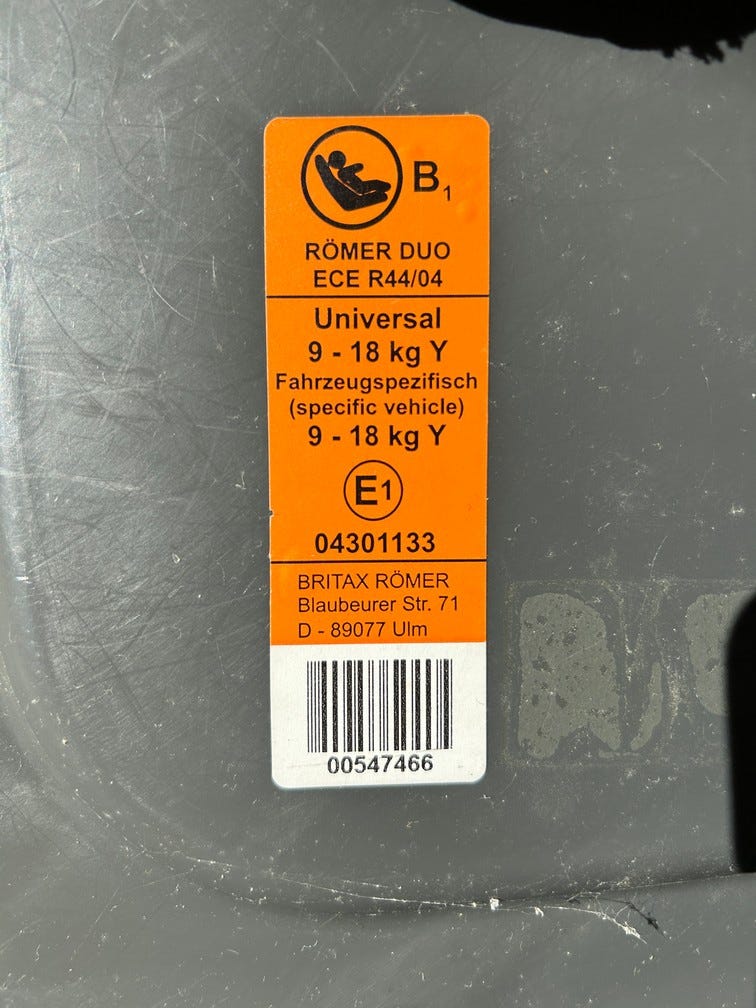 B1
RÖMER DUO
ECE R44/04
Universal
9 - 18 kg Y
Fahrzeugspezifisch
(specific vehicle)
9 - 18 kg Y
E1
04301133
BRITAX RÖMER
Blaubeurer Str. 71
D - 89077 Ulm
00547466